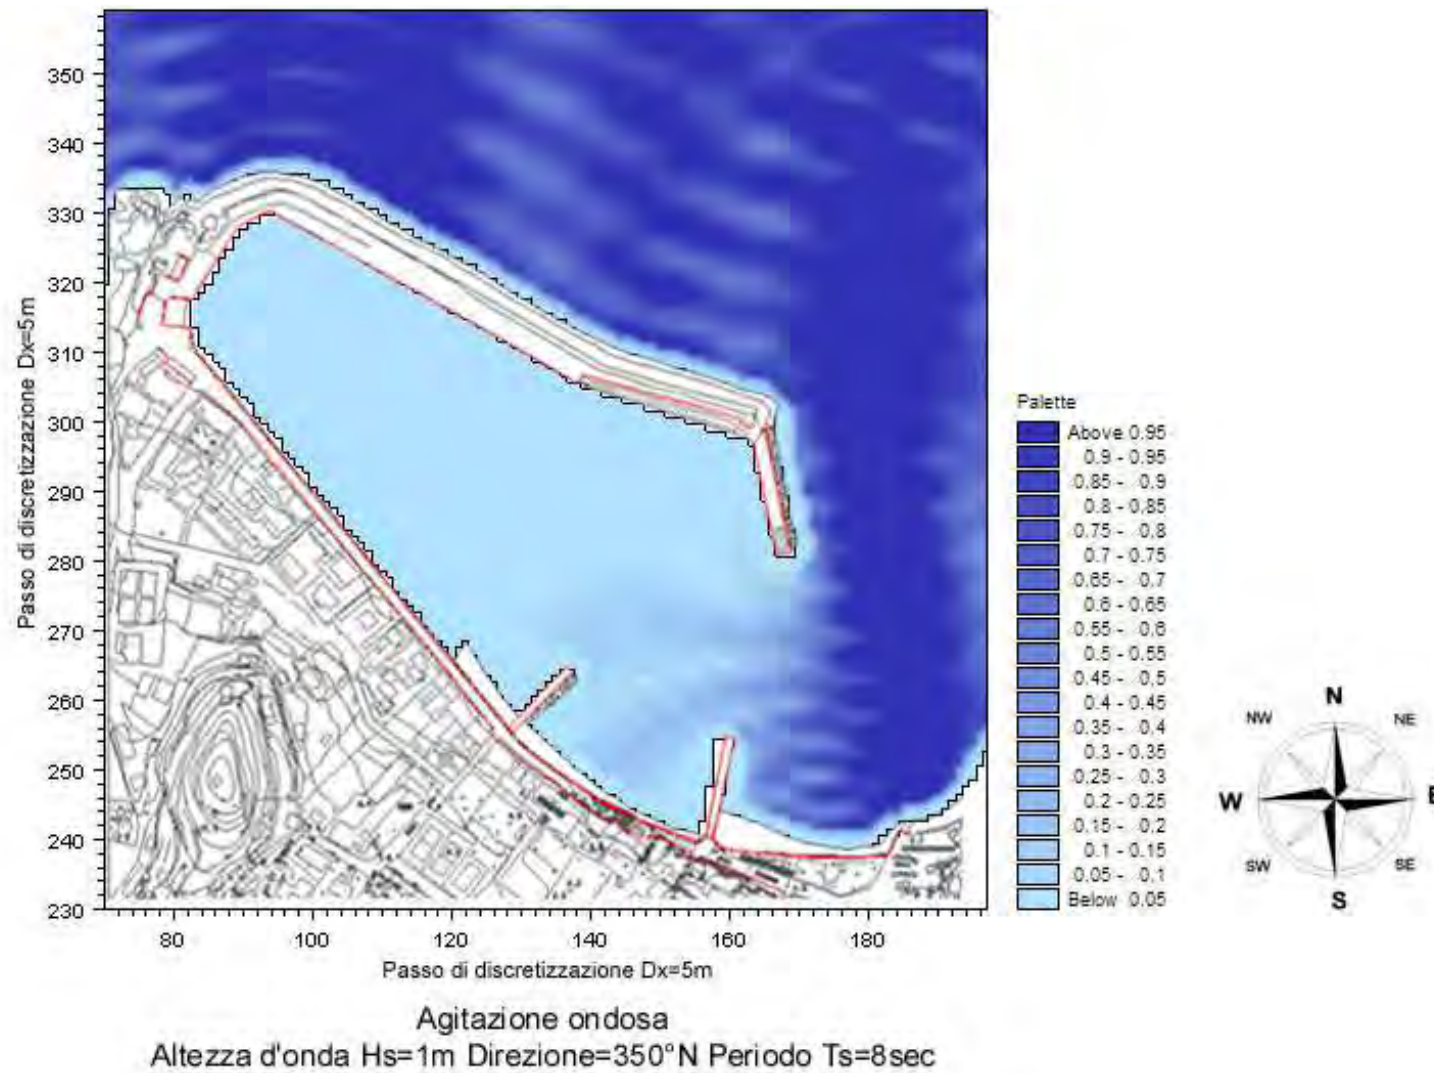 350
340
330
320
310
300
290
280
270
260
250
240
230
Passo di discretizzazione Dx=5m
80
100
120
140
160
180
Passo di discretizzazione Dx=5m
Palette
Above 0.95
0.9 - 0.95
0.85 - 0.9
0.8 - 0.85
0.75 - 0.8
0.7 - 0.75
0.65 - 0.7
0.6 - 0.65
0.55 - 0.6
0.5 - 0.55
0.45 - 0.5
0.4 - 0.45
0.35 - 0.4
0.3 - 0.35
0.25 - 0.3
0.2 - 0.25
0.15 - 0.2
0.1 - 0.15
0.05 - 0.1
Below 0.05
N
NW
NE
W
E
SW
SE
S
Agitazione ondosa
Altezza d'onda Hs=1m Direzione=350°N Periodo Ts=8sec